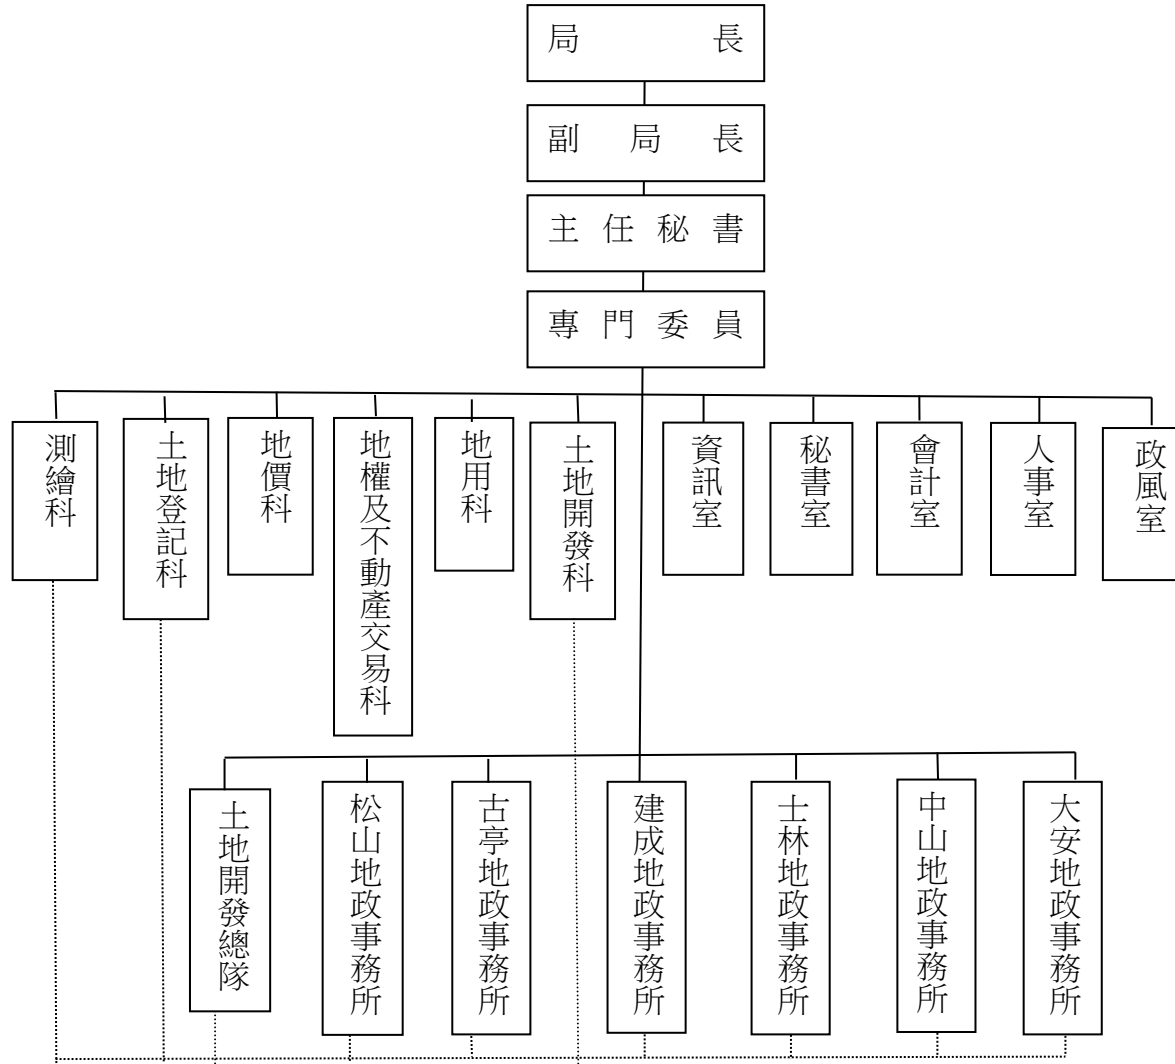 局長
副局長
主任秘書
專門委員
測繪科
土地登記科
地價科
地權及不動產交易科
地用科
土地開發科
資訊室
秘書室
會計室
人事室
政風室
土地開發總隊
松山地政事務所
古亭地政事務所
建成地政事務所
士林地政事務所
中山地政事務所
大安地政事務所